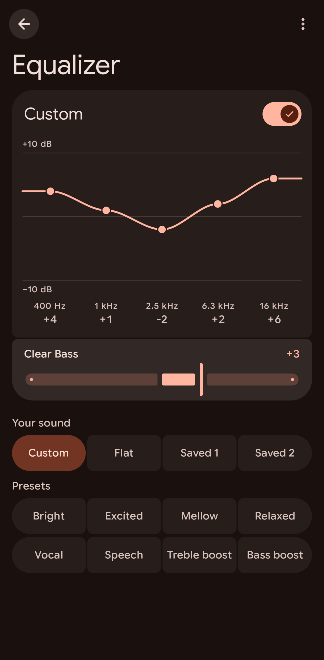 Equalizer
Custom
+10 dB
−10 dB
400 Hz 1 kHz 2.5 kHz 6.3 kHz 16 kHz
+4 +1 -2 +2 +6
Clear Bass +3
Your sound
Custom Flat Saved 1 Saved 2
Presets
Bright Excited Mellow Relaxed
Vocal Speech Treble boost Bass boost